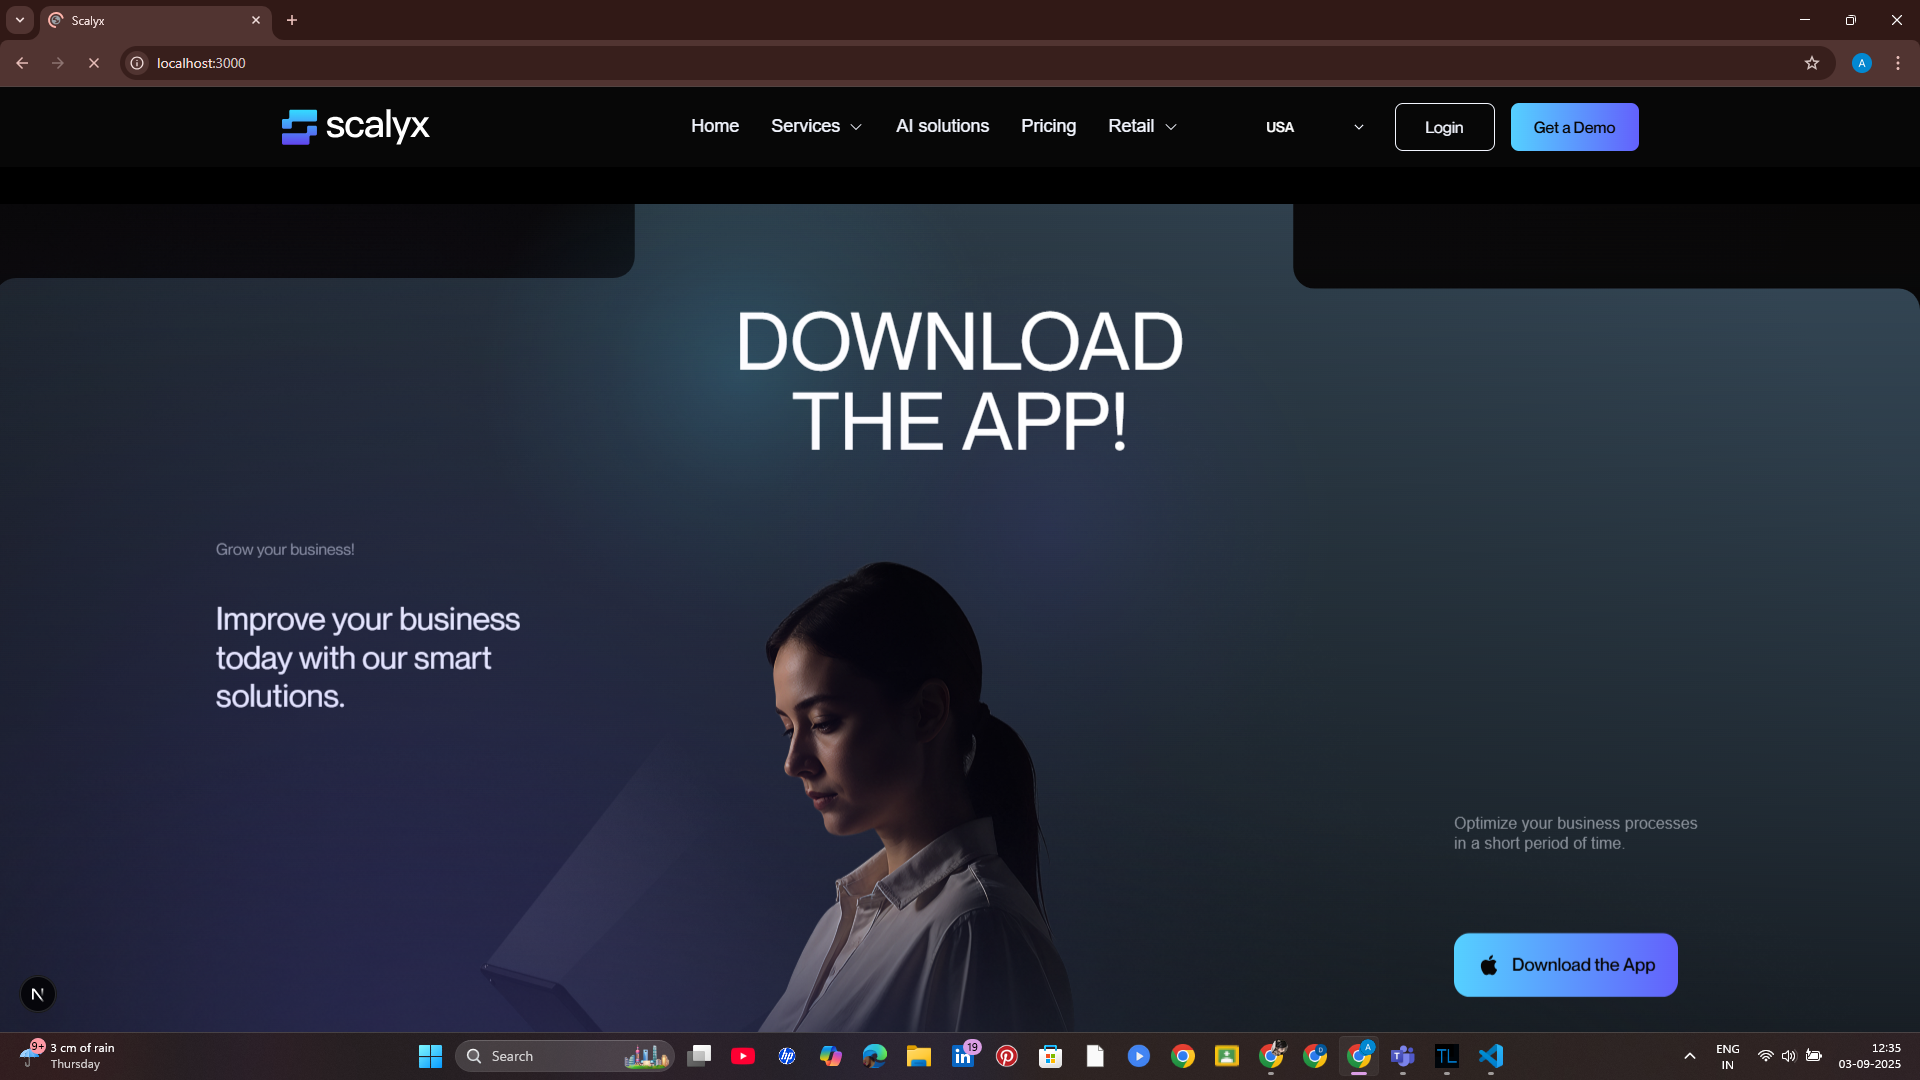 Scalyx
localhost:3000
A
scalyx
Home
Services
AI solutions
Pricing
Retail
USA
Login
Get a Demo
DOWNLOAD
THE APP!
Grow your business!
Improve your business
today with our smart
solutions.
Optimize your business processes
in a short period of time.
Download the App
N
9+
3 cm of rain
Thursday
Search
hp
in
19
D
A
T
TL
ENG
IN
12:35
03-09-2025